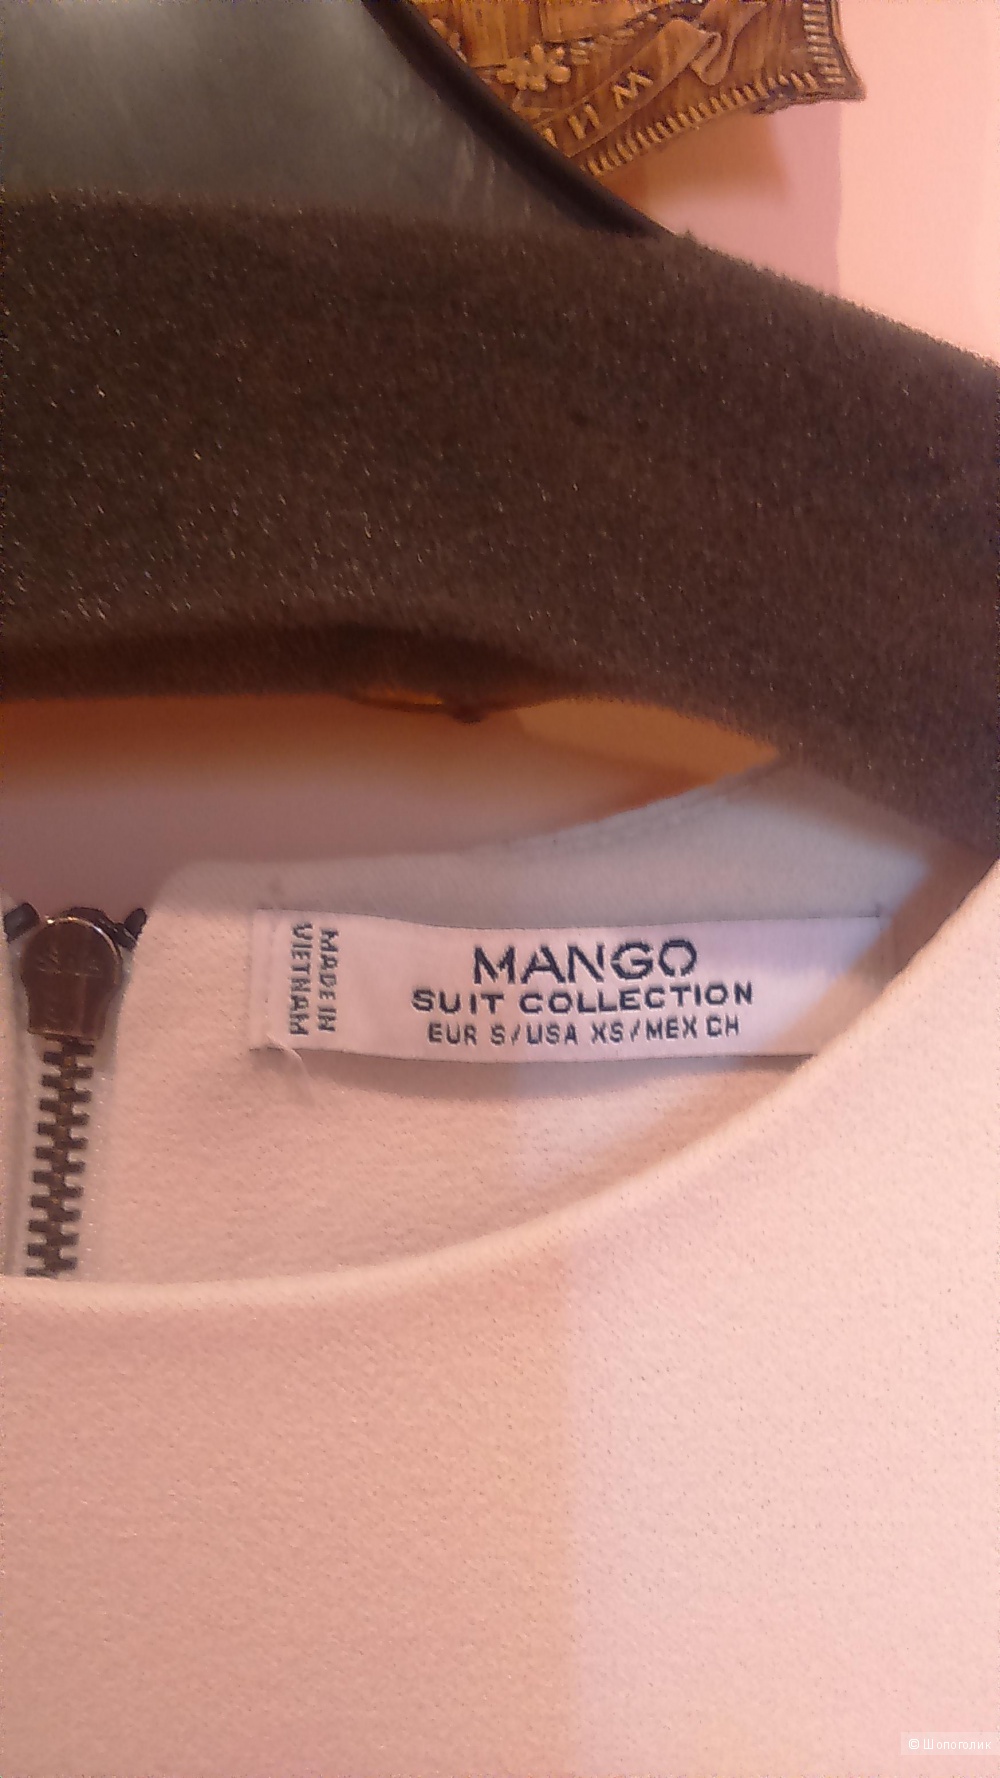 MANGO
SUIT COLLECTION
EUR S/USA XS/MEX CH
MADE IN
VIETNAM
© Шопоголик